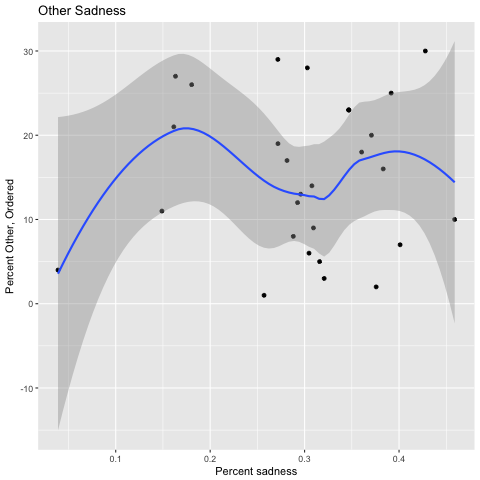 Other Sadness
30
20
10
0
-10
Percent Other, Ordered
0.1 0.2 0.3 0.4
Percent sadness